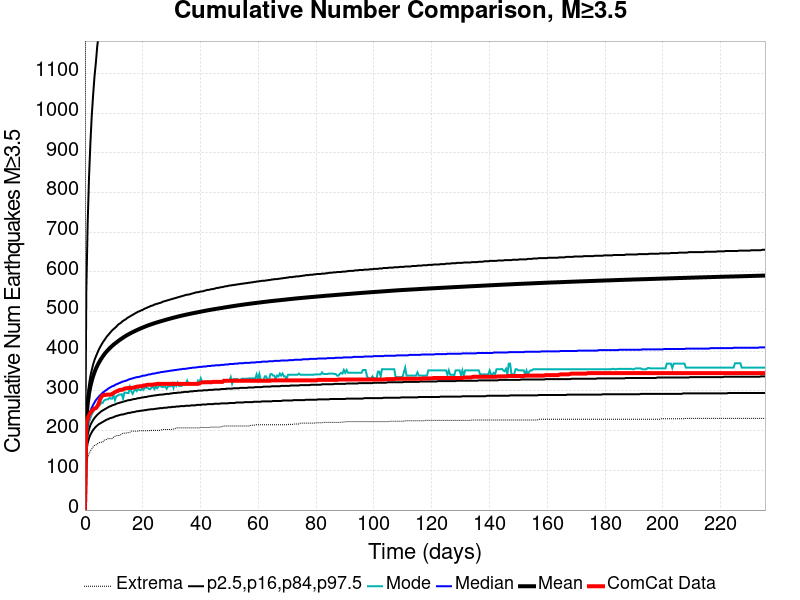 Cumulative Number Comparison, M≥3.5
Cumulative Num Earthquakes M≥3.5
1100
1000
900
800
700
600
500
400
300
200
100
0
0 20 40 60 80 100 120 140 160 180 200 220
Time (days)
Extrema p2.5,p16,p84,p97.5 Mode Median Mean ComCat Data